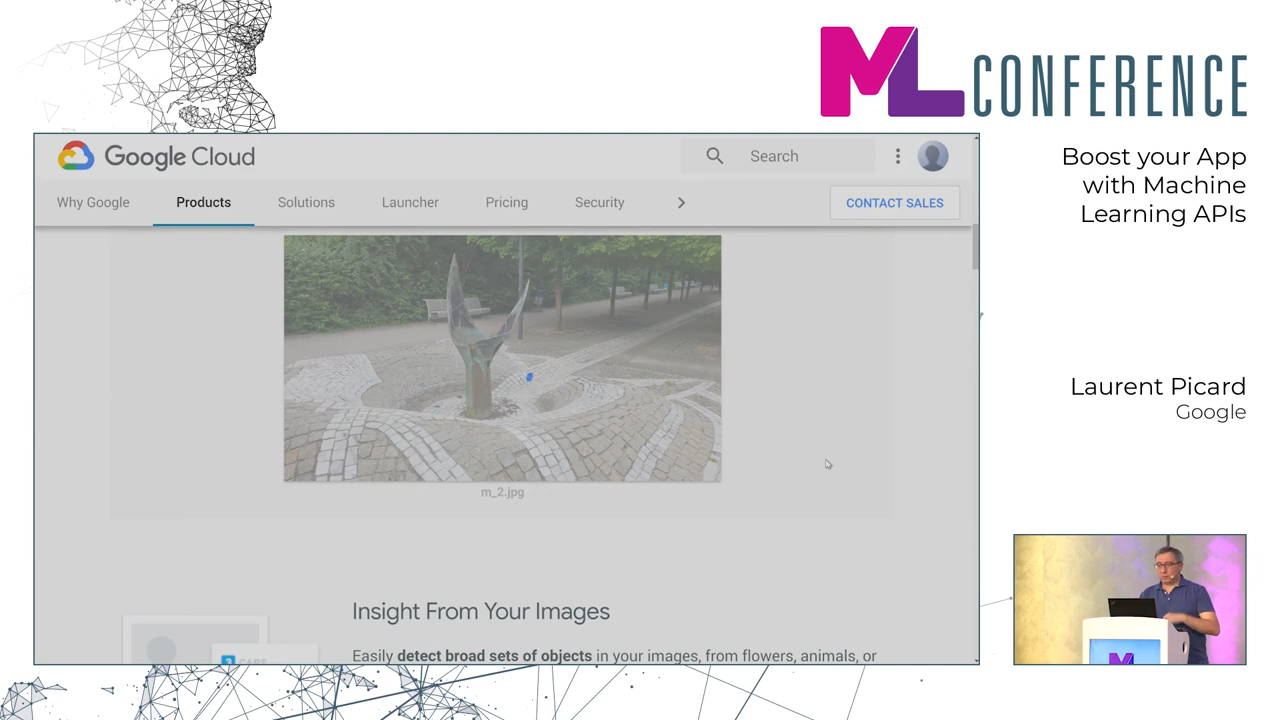 ML CONFERENCE
Boost your App
with Machine
Learning APIs
Laurent Picard
Google
Google Cloud
Search
Why Google
Products
Solutions
Launcher
Pricing
Security
CONTACT SALES
m_2.jpg
Insight From Your Images
Easily detect broad sets of objects in your images, from flowers, animals, or
ML